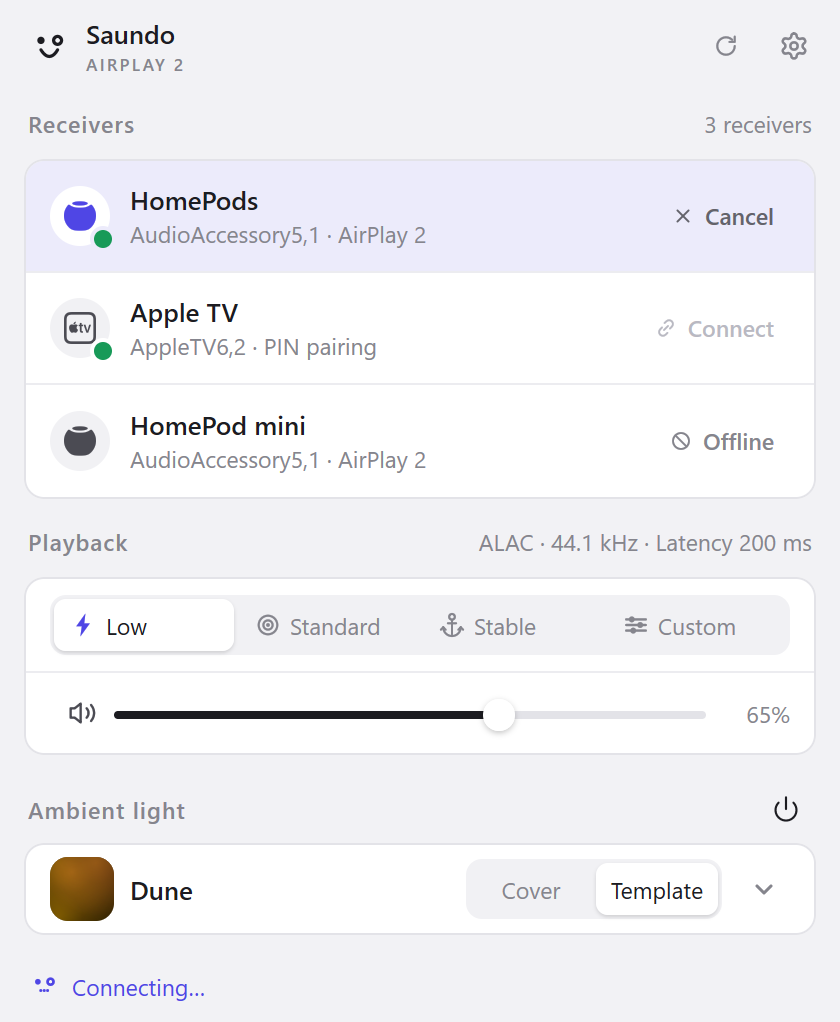 Saundo
AIRPLAY 2
Receivers
3 receivers
HomePods
AudioAccessory5,1 · AirPlay 2
Cancel
tv
Apple TV
AppleTV6,2 · PIN pairing
Connect
HomePod mini
AudioAccessory5,1 · AirPlay 2
Offline
Playback
ALAC · 44.1 kHz · Latency 200 ms
Low
Standard
Stable
Custom
65%
Ambient light
Dune
Cover
Template
Connecting...